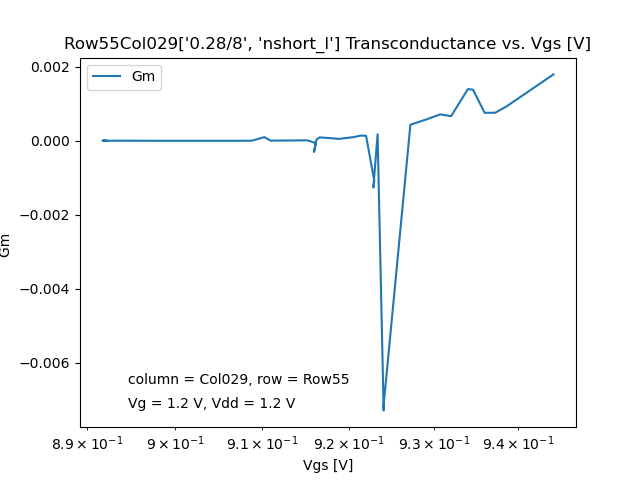 Row55Col029['0.28/8', 'nshort_l'] Transconductance vs. Vgs [V]
Gm
0.002
0.000
−0.002
−0.004
−0.006
Gm
column = Col029, row = Row55
Vg = 1.2 V, Vdd = 1.2 V
8.9 × 10⁻¹ 9 × 10⁻¹ 9.1 × 10⁻¹ 9.2 × 10⁻¹ 9.3 × 10⁻¹ 9.4 × 10⁻¹
Vgs [V]